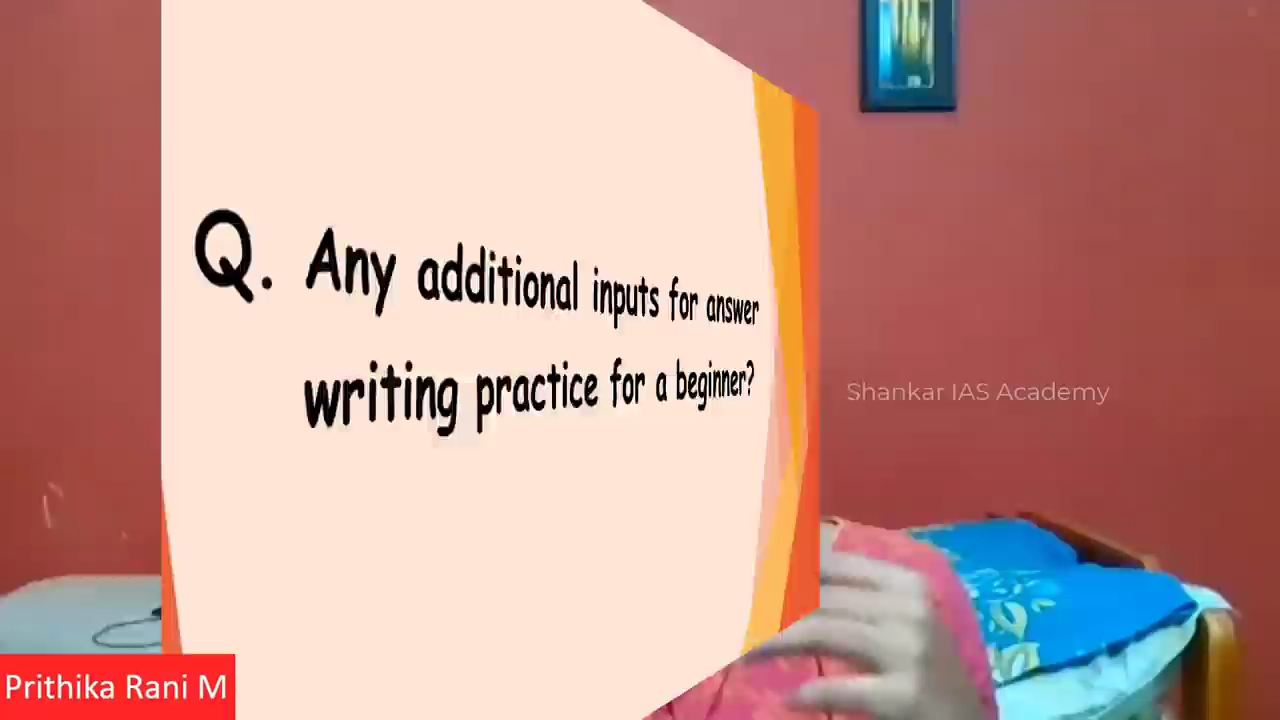 Q. Any additional inputs for answer
writing practice for a beginner?
Shankar IAS Academy
Prithika Rani M